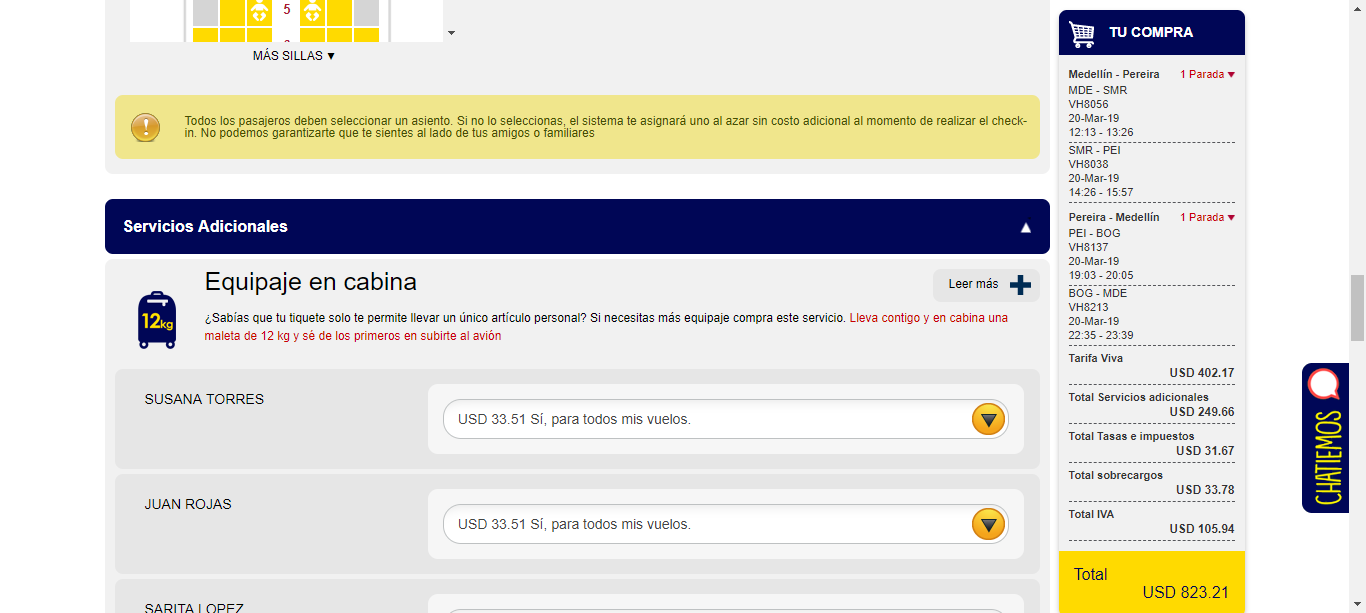 5
MÁS SILLAS ▼
Todos los pasajeros deben seleccionar un asiento. Si no lo seleccionas, el sistema te asignará uno al azar sin costo adicional al momento de realizar el check-
in. No podemos garantizarte que te sientes al lado de tus amigos o familiares
Servicios Adicionales
12kg
Equipaje en cabina
Leer más
¿Sabías que tu tiquete solo te permite llevar un único artículo personal? Si necesitas más equipaje compra este servicio. Lleva contigo y en cabina una
maleta de 12 kg y sé de los primeros en subirte al avión
SUSANA TORRES
USD 33.51 Sí, para todos mis vuelos.
JUAN ROJAS
USD 33.51 Sí, para todos mis vuelos.
SARITA LOPEZ
TU COMPRA
Medellín - Pereira 1 Parada ▼
MDE - SMR
VH8056
20-Mar-19
12:13 - 13:26
SMR - PEI
VH8038
20-Mar-19
14:26 - 15:57
Pereira - Medellín 1 Parada ▼
PEI - BOG
VH8137
20-Mar-19
19:03 - 20:05
BOG - MDE
VH8213
20-Mar-19
22:35 - 23:39
Tarifa Viva
USD 402.17
Total Servicios adicionales
USD 249.66
Total Tasas e impuestos
USD 31.67
Total sobrecargos
USD 33.78
Total IVA
USD 105.94
Total
USD 823.21
CHATIEMOS